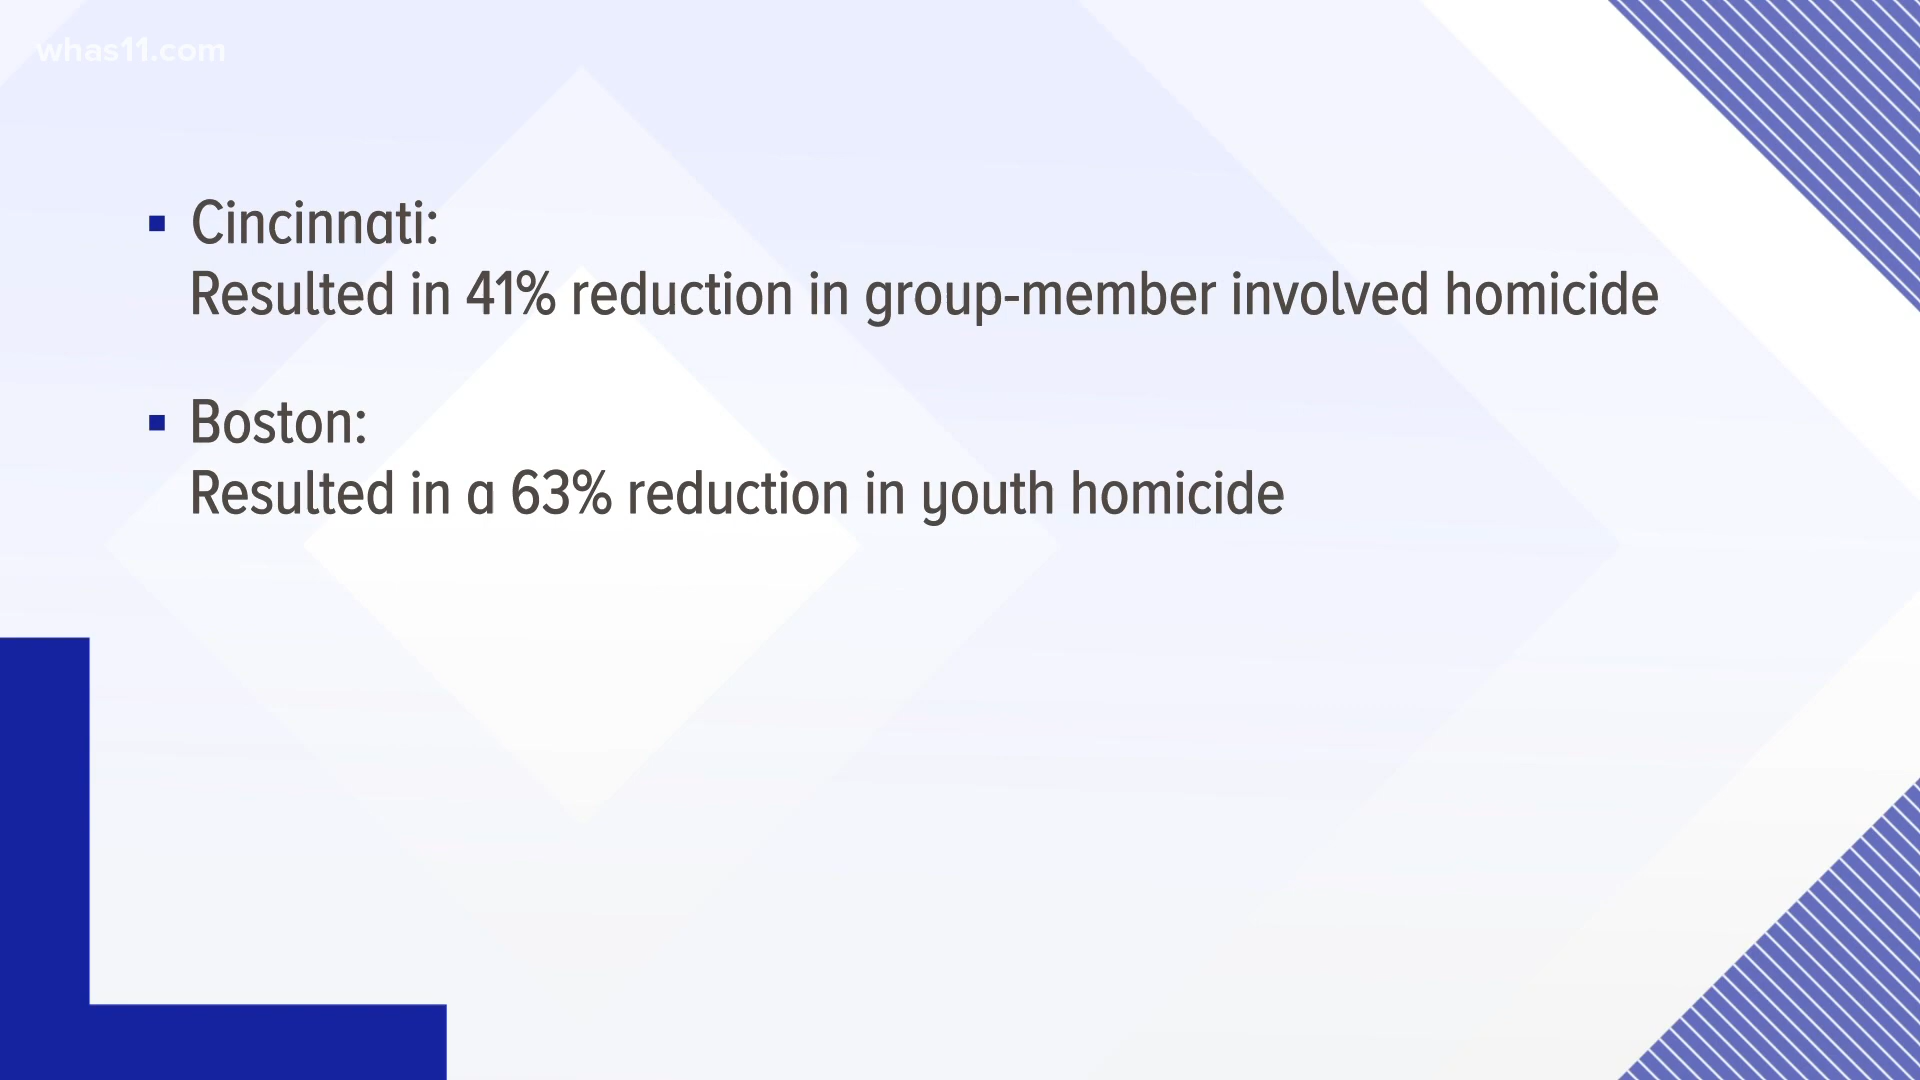 whas11.com
▪ Cincinnati:
Resulted in 41% reduction in group-member involved homicide
▪ Boston:
Resulted in a 63% reduction in youth homicide